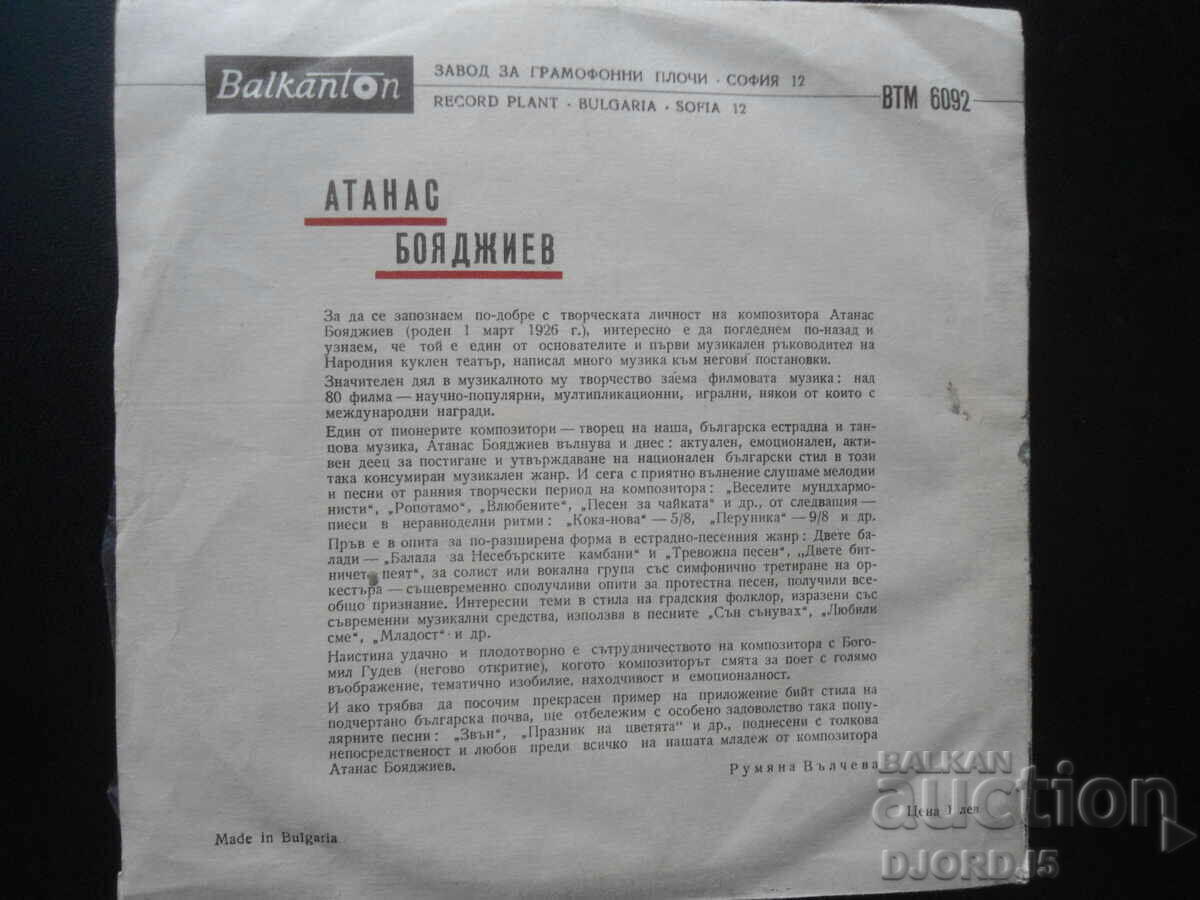 Balkanton
ЗАВОД ЗА ГРАМОФОННИ ПЛОЧИ · СОФИЯ 12
RECORD PLANT · BULGARIA · SOFIA 12
ВТМ 6092
АТАНАС
БОЯДЖИЕВ
За да се запознаем по-добре с творческата личност на композитора Атанас
Бояджиев (роден 1 март 1926 г.), интересно е да погледнем по-назад и
узнаем, че той е един от основателите и първи музикален ръководител на
Народния куклен театър, написал много музика към негови постановки.
Значителен дял в музикалното му творчество заема филмовата музика: над
80 филма — научно-популярни, мултипликационни, игрални, някои от които с
международни награди.
Един от пионерите композитори — творец на наша, българска естрадна и тан-
цова музика, Атанас Бояджиев вълнува и днес: актуален, емоционален, акти-
вен деец за постигане и утвърждаване на национален български стил в този
така консумиран музикален жанр. И сега с приятно вълнение слушаме мелодии
и песни от ранния творчески период на композитора: „Веселите мундхармо-
нисти“, „Ропотамо“, „Влюбените“, „Песен за чайката“ и др., от следващия —
пиеси в неравноделни ритми: „Кока-нова“ — 5/8, „Перуника“ — 9/8 и др.
Пръв е в опита за по-разширена форма в естрадно-песенния жанр: Двете ба-
лади — „Балада за Несебърските камбани“ и „Тревожна песен“, „Двете бит-
ничет пеят“, за солист или вокална група със симфонично третиране на ор-
кестъра — същевременно сполучливи опити за протестна песен, получили все-
общо признание. Интересни теми в стила на градския фолклор, изразени със
съвременни музикални средства, използва в песните „Сън сънувах“, „Любили
сме“, „Младост“ и др.
Наистина удачно и плодотворно е сътрудничеството на композитора с Бого-
мил Гудев (негово откритие), когото композиторът смята за поет с голямо
въображение, тематично изобилие, находчивост и емоционалност.
И ако трябва да посочим прекрасен пример на приложение бийт стила на
подчертано българска почва, ще отбележим с особено задоволство така попу-
лярните песни: „Звън“, „Празник на цветята“ и др., поднесени с толкова
непосредственост и любов преди всичко на нашата младеж от композитора
Атанас Бояджиев.
Румяна Вълчева
Цена 1 лев
Made in Bulgaria
BALKAN
auction
DJORD_15